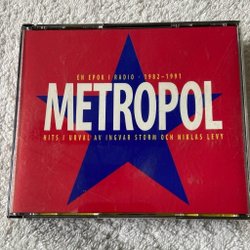 EN EPOK I RADIO · 1982–1991
METROPOL
HITS I URVAL AV INGVAR STORM OCH NIKLAS LEVY